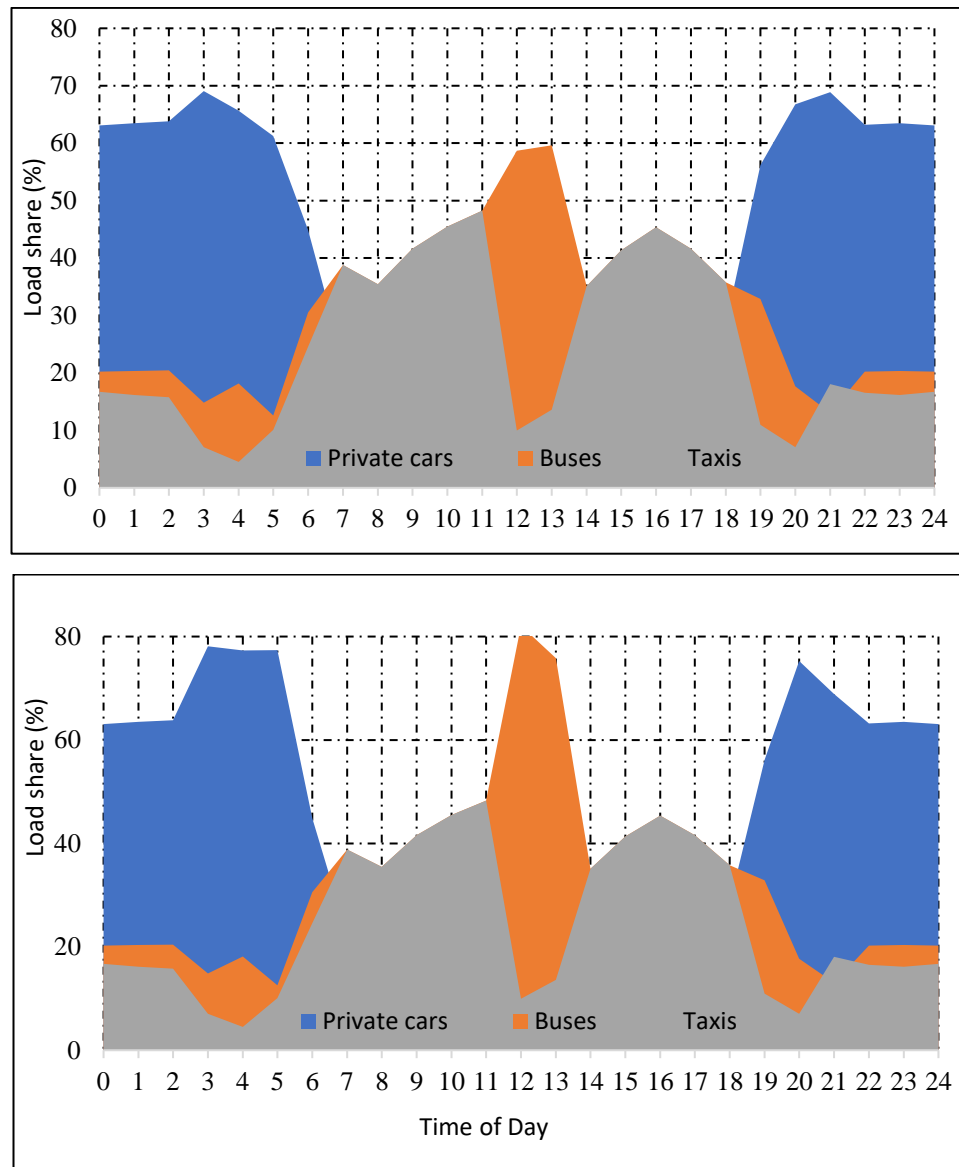 80
70
60
50
40
30
20
10
0
Load share (%)
Private cars Buses Taxis
0 1 2 3 4 5 6 7 8 9 10 11 12 13 14 15 16 17 18 19 20 21 22 23 24
80
60
40
20
0
Load share (%)
Private cars Buses Taxis
0 1 2 3 4 5 6 7 8 9 10 11 12 13 14 15 16 17 18 19 20 21 22 23 24
Time of Day